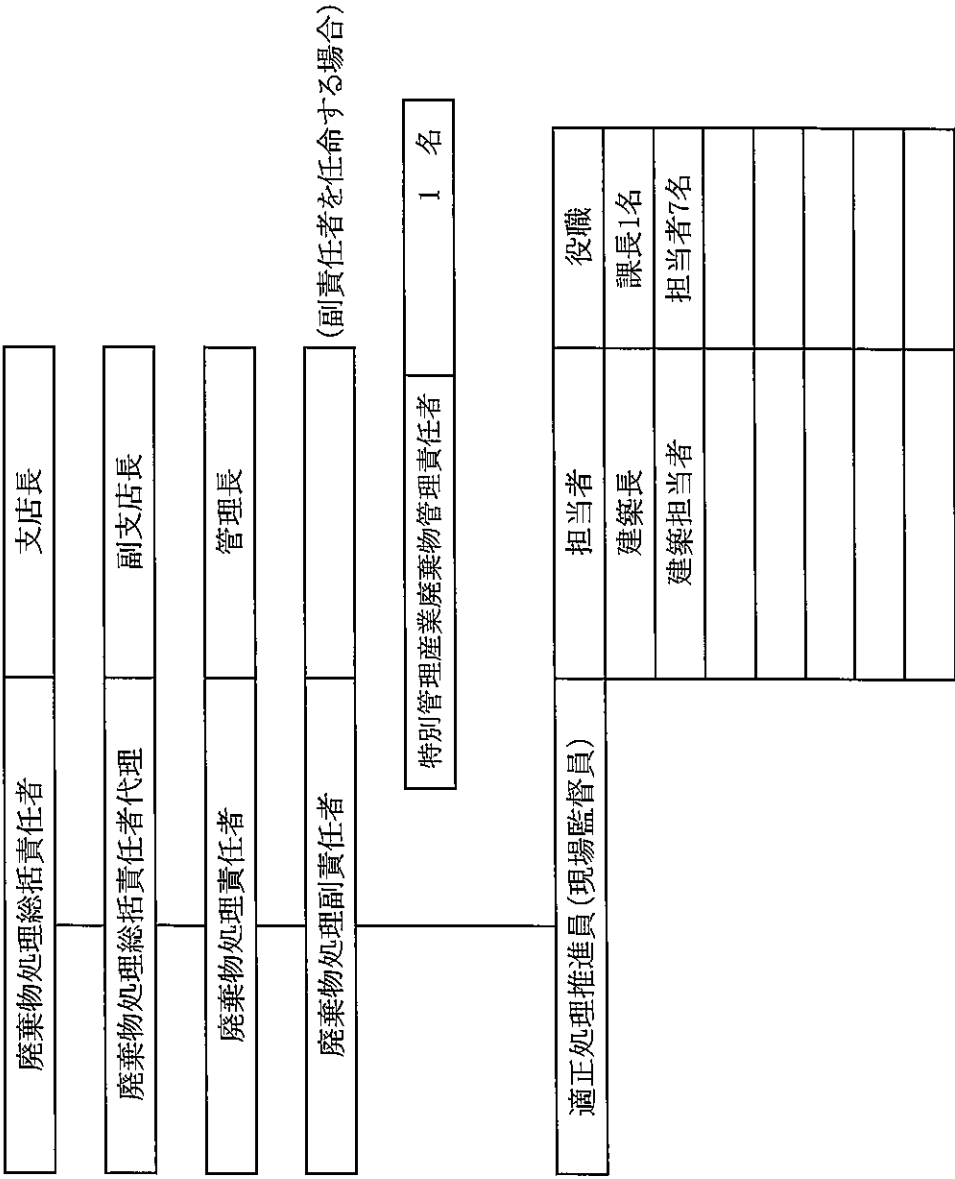 廃棄物処理総括責任者 支店長
廃棄物処理総括責任者代理 副支店長
廃棄物処理責任者 管理長
廃棄物処理副責任者 (副責任者を任命する場合)
特別管理産業廃棄物管理責任者 1 名
適正処理推進員(現場監督員) 担当者 役職
建築長 課長1名
建築担当者 担当者7名